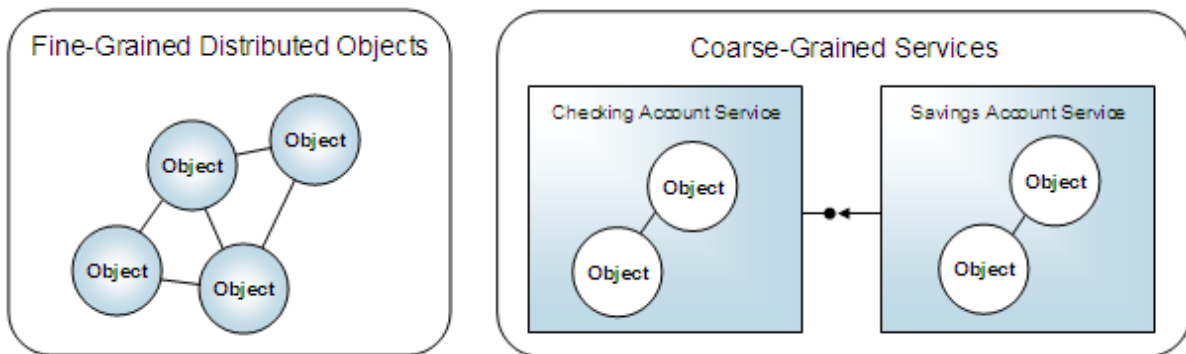 Fine-Grained Distributed Objects
Object
Object
Object
Object
Coarse-Grained Services
Checking Account Service
Object
Object
Savings Account Service
Object
Object